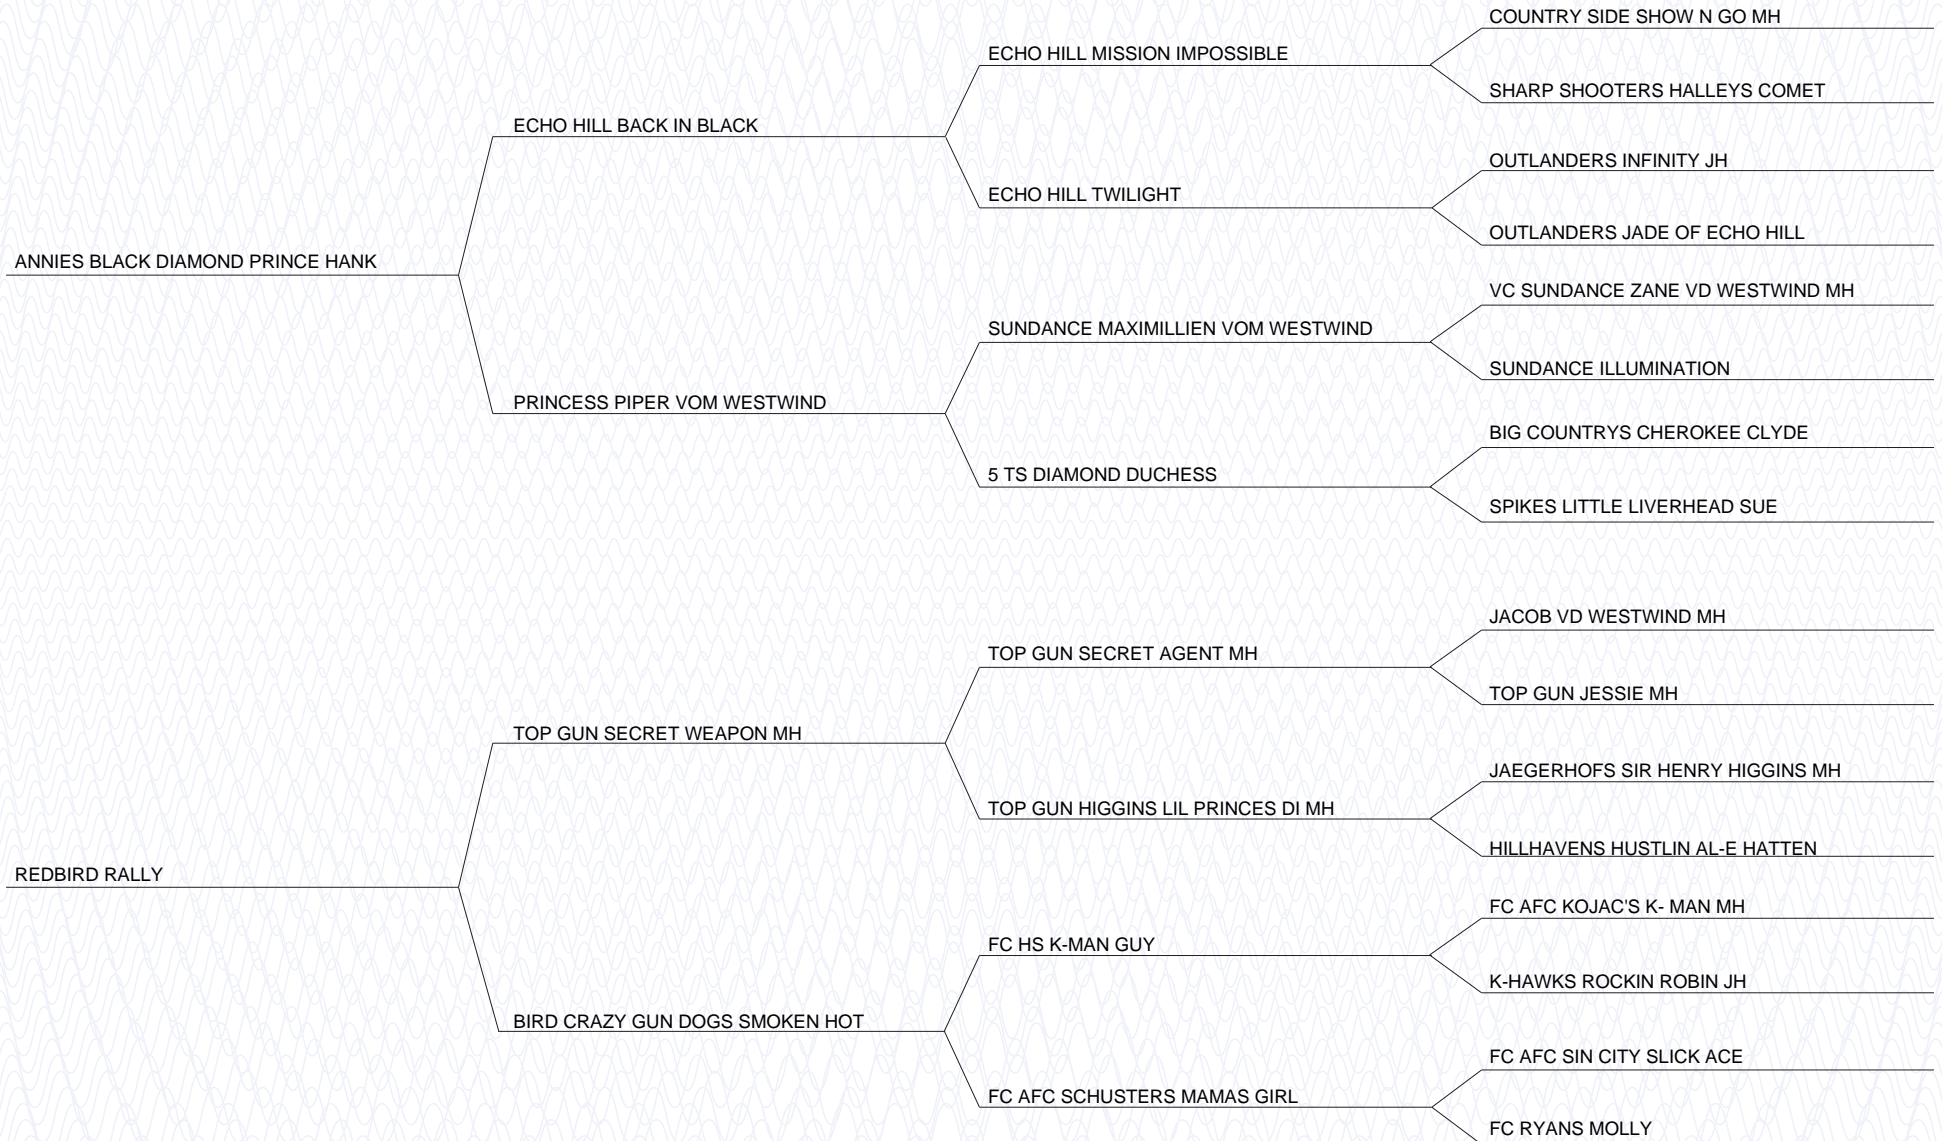 COUNTRY SIDE SHOW N GO MH
ECHO HILL MISSION IMPOSSIBLE
SHARP SHOOTERS HALLEYS COMET
ECHO HILL BACK IN BLACK
OUTLANDERS INFINITY JH
ECHO HILL TWILIGHT
OUTLANDERS JADE OF ECHO HILL
ANNIES BLACK DIAMOND PRINCE HANK
VC SUNDANCE ZANE VD WESTWIND MH
SUNDANCE MAXIMILLIEN VOM WESTWIND
SUNDANCE ILLUMINATION
PRINCESS PIPER VOM WESTWIND
BIG COUNTRYS CHEROKEE CLYDE
5 TS DIAMOND DUCHESS
SPIKES LITTLE LIVERHEAD SUE
JACOB VD WESTWIND MH
TOP GUN SECRET AGENT MH
TOP GUN JESSIE MH
TOP GUN SECRET WEAPON MH
JAEGERHOFS SIR HENRY HIGGINS MH
TOP GUN HIGGINS LIL PRINCES DI MH
HILLHAVENS HUSTLIN AL-E HATTEN
REDBIRD RALLY
FC AFC KOJAC'S K- MAN MH
FC HS K-MAN GUY
K-HAWKS ROCKIN ROBIN JH
BIRD CRAZY GUN DOGS SMOKEN HOT
FC AFC SIN CITY SLICK ACE
FC AFC SCHUSTERS MAMAS GIRL
FC RYANS MOLLY